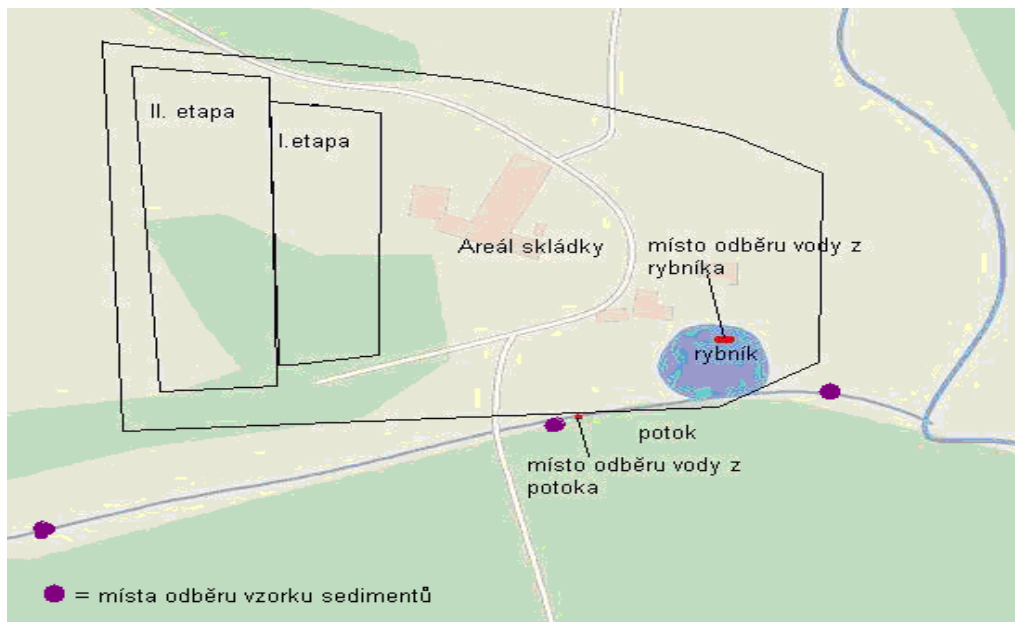 II. etapa
I.etapa
Areál skládky
místo odběru vody z
rybníka
rybník
potok
místo odběru vody z
potoka
= místa odběru vzorku sedimentů